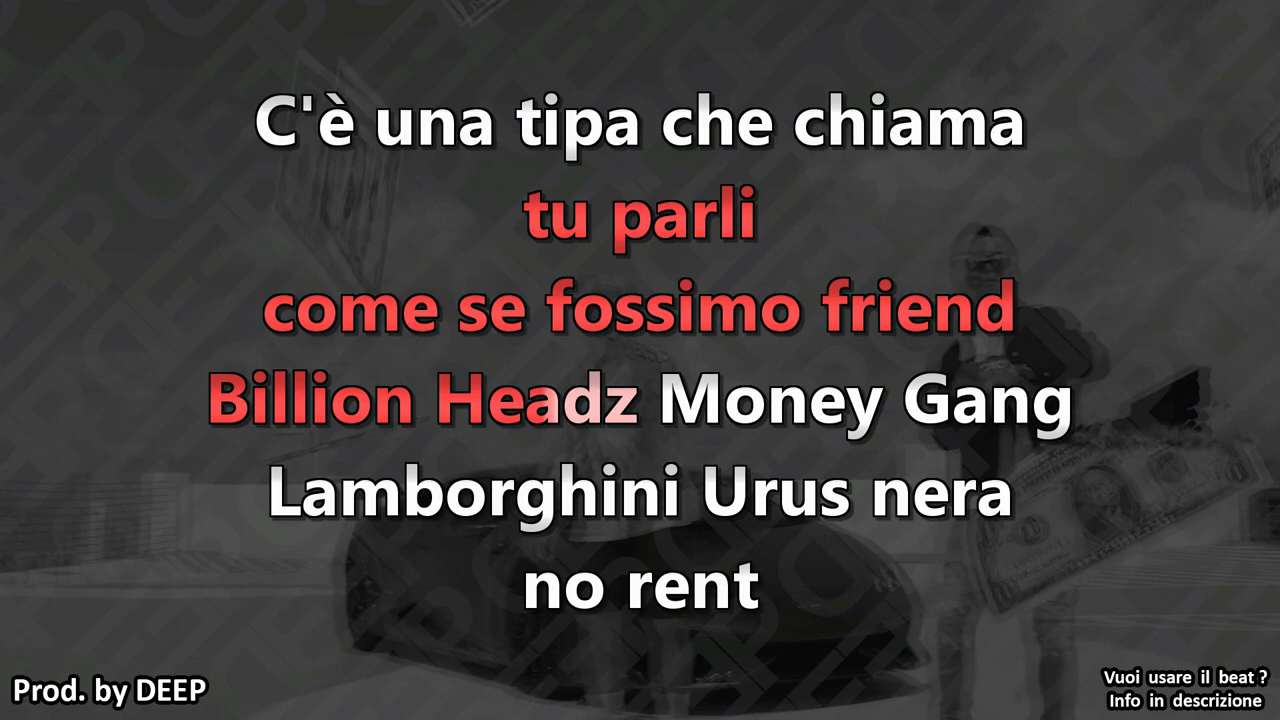 C'è una tipa che chiama
tu parli
come se fossimo friend
Billion Headz Money Gang
Lamborghini Urus nera
no rent
Prod. by DEEP
Vuoi usare il beat ?
Info in descrizione